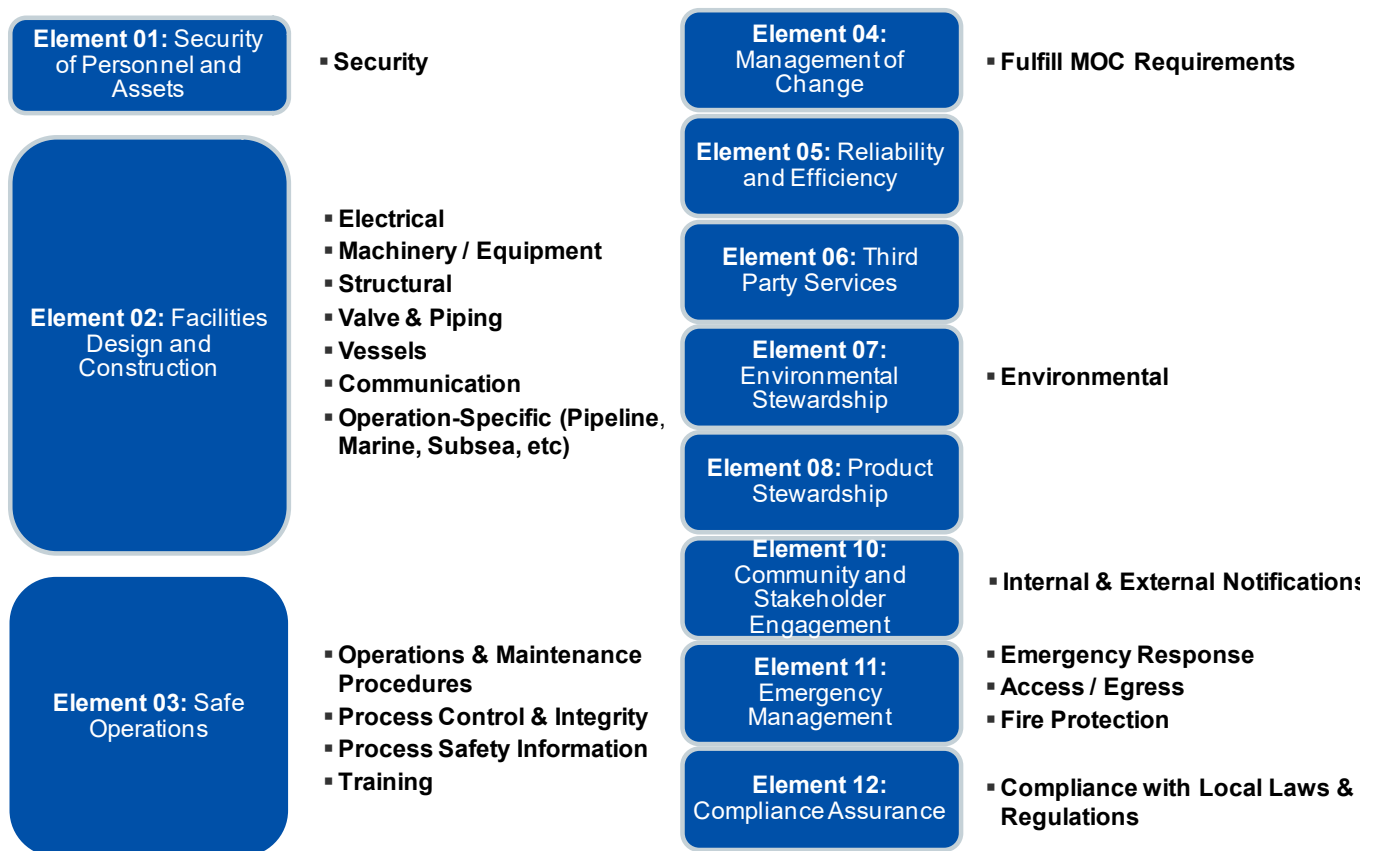 Element 01: Security
of Personnel and
Assets
▪ Security
Element 02: Facilities
Design and
Construction
▪ Electrical
▪ Machinery / Equipment
▪ Structural
▪ Valve & Piping
▪ Vessels
▪ Communication
▪ Operation-Specific (Pipeline,
Marine, Subsea, etc)
Element 03: Safe
Operations
▪ Operations & Maintenance
Procedures
▪ Process Control & Integrity
▪ Process Safety Information
▪ Training
Element 04:
Management of
Change
▪ Fulfill MOC Requirements
Element 05: Reliability
and Efficiency
Element 06: Third
Party Services
Element 07:
Environmental
Stewardship
▪ Environmental
Element 08: Product
Stewardship
Element 10:
Community and
Stakeholder
Engagement
▪ Internal & External Notifications
Element 11:
Emergency
Management
▪ Emergency Response
▪ Access / Egress
▪ Fire Protection
Element 12:
Compliance Assurance
▪ Compliance with Local Laws &
Regulations